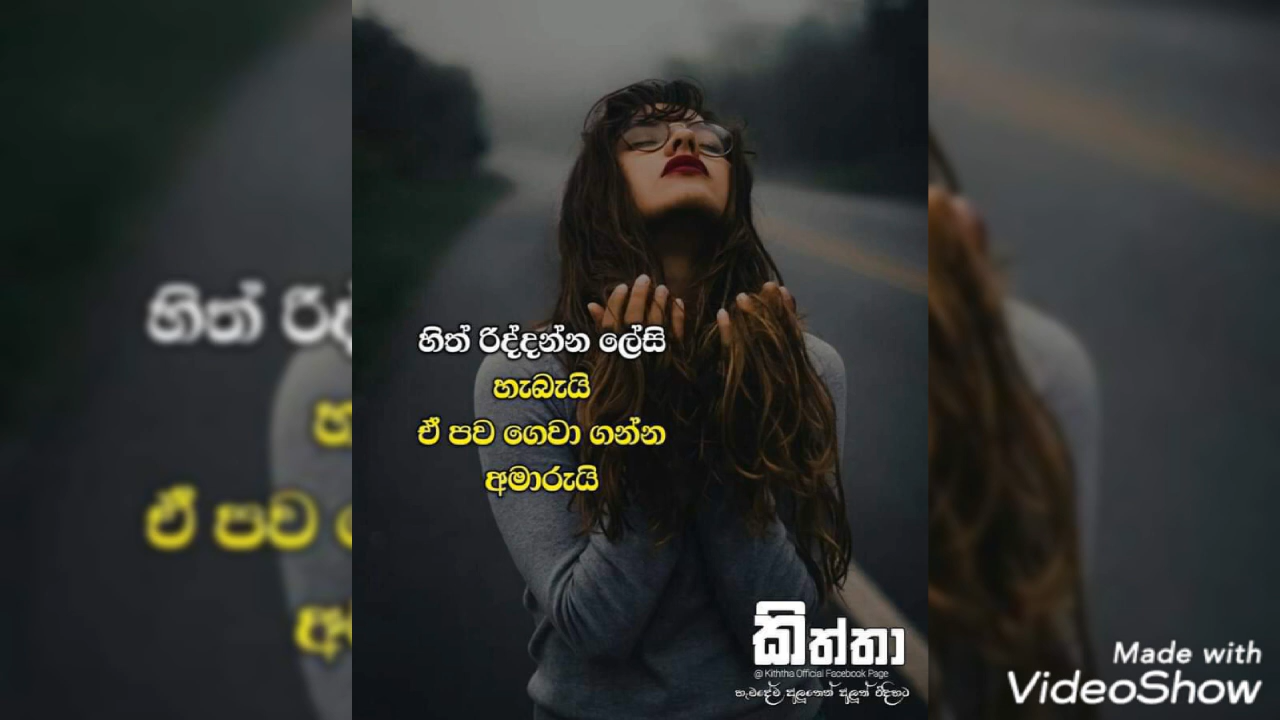 හිත් රිද්දන්න ලේසි
හැබැයි
ඒ පව ගෙවා ගන්න
අමාරුයි
කිත්තා
@ Kiththa Official Facebook Page
Made with
VideoShow